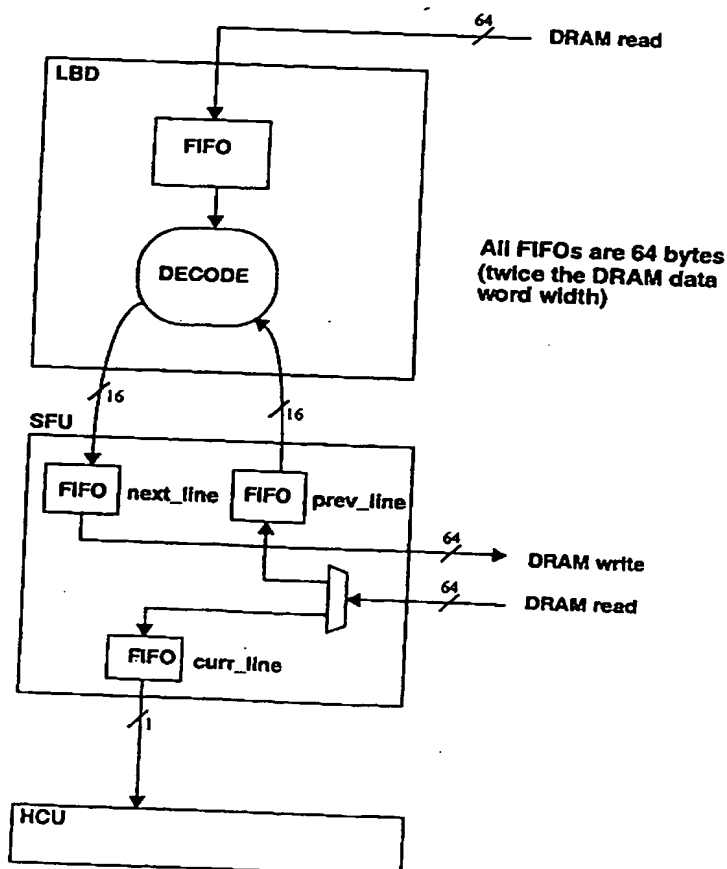 64
DRAM read
LBD
FIFO
DECODE
All FIFOs are 64 bytes
(twice the DRAM data
word width)
16
16
SFU
FIFO
next_line
FIFO
prev_line
64
DRAM write
64
DRAM read
FIFO
curr_line
1
HCU